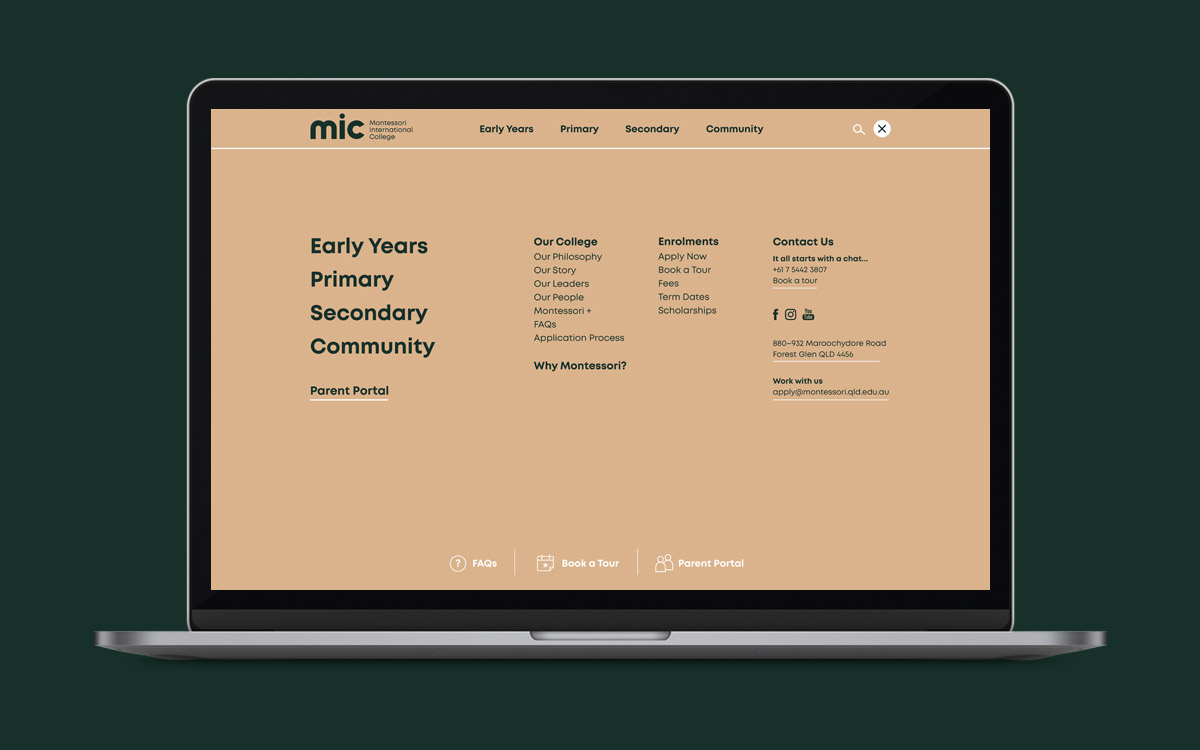 mic
Montessori
International
College
Early Years
Primary
Secondary
Community
Early Years
Primary
Secondary
Community
Parent Portal
Our College
Our Philosophy
Our Story
Our Leaders
Our People
Montessori +
FAQs
Application Process
Why Montessori?
Enrolments
Apply Now
Book a Tour
Fees
Term Dates
Scholarships
Contact Us
It all starts with a chat...
+61 7 5442 3807
Book a tour
You
Tube
880–932 Maroochydore Road
Forest Glen QLD 4456
Work with us
apply@montessori.qld.edu.au
? FAQs
Book a Tour
Parent Portal